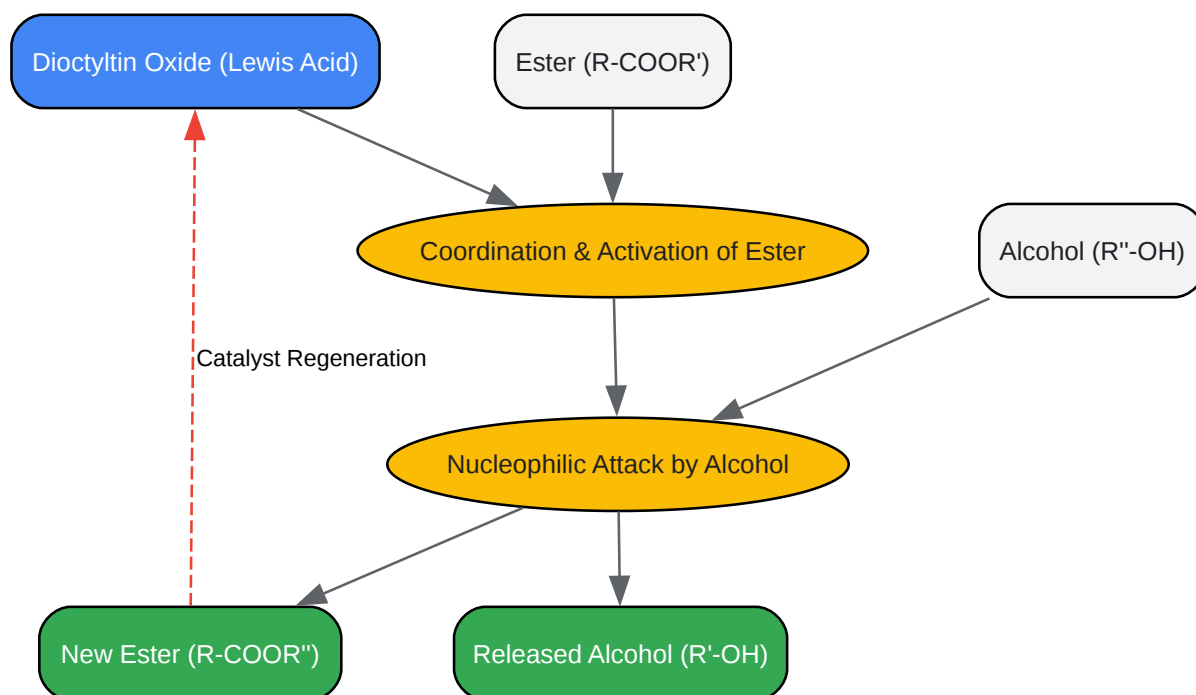 Dioctyltin Oxide (Lewis Acid)
Ester (R-COOR')
Coordination & Activation of Ester
Alcohol (R''-OH)
Catalyst Regeneration
Nucleophilic Attack by Alcohol
New Ester (R-COOR'')
Released Alcohol (R'-OH)